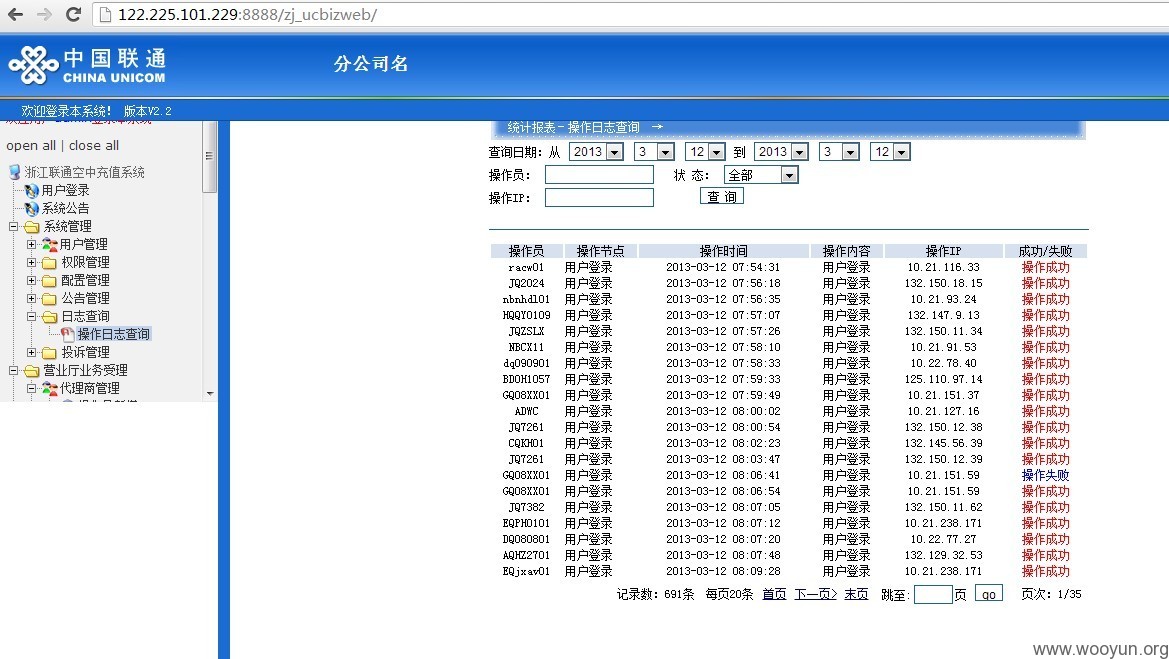 122.225.101.229:8888/zj_ucbizweb/
中国联通
CHINA UNICOM
分公司名
欢迎登录本系统! 版本V2.2
open all | close all
浙江联通空中充值系统
用户登录
系统公告
系统管理
用户管理
权限管理
配置管理
公告管理
日志查询
操作日志查询
投诉管理
营业厅业务受理
代理商管理
统计报表 - 操作日志查询 →
查询日期: 从 2013 3 12 到 2013 3 12
操作员: 状 态: 全部
操作IP: 查 询
操作员 操作节点 操作时间 操作内容 操作IP 成功/失败
racw01 用户登录 2013-03-12 07:54:31 用户登录 10.21.116.33 操作成功
JQ2024 用户登录 2013-03-12 07:56:18 用户登录 132.150.18.15 操作成功
nbnhdl01 用户登录 2013-03-12 07:56:35 用户登录 10.21.93.24 操作成功
HQQY0109 用户登录 2013-03-12 07:57:07 用户登录 132.147.9.13 操作成功
JQZSLX 用户登录 2013-03-12 07:57:26 用户登录 132.150.11.34 操作成功
NBCX11 用户登录 2013-03-12 07:58:10 用户登录 10.21.91.53 操作成功
dq090901 用户登录 2013-03-12 07:58:33 用户登录 10.22.78.40 操作成功
BDOH1057 用户登录 2013-03-12 07:59:33 用户登录 125.110.97.14 操作成功
GQ08XX01 用户登录 2013-03-12 07:59:49 用户登录 10.21.151.37 操作成功
ADWC 用户登录 2013-03-12 08:00:02 用户登录 10.21.127.16 操作成功
JQ7261 用户登录 2013-03-12 08:00:54 用户登录 132.150.12.38 操作成功
CQKH01 用户登录 2013-03-12 08:02:23 用户登录 132.145.56.39 操作成功
JQ7261 用户登录 2013-03-12 08:03:47 用户登录 132.150.12.39 操作成功
GQ08XX01 用户登录 2013-03-12 08:06:41 用户登录 10.21.151.59 操作失败
GQ08XX01 用户登录 2013-03-12 08:06:54 用户登录 10.21.151.59 操作成功
JQ7382 用户登录 2013-03-12 08:07:05 用户登录 132.150.11.62 操作成功
EQPH0101 用户登录 2013-03-12 08:07:12 用户登录 10.21.238.171 操作成功
DQ080801 用户登录 2013-03-12 08:07:20 用户登录 10.22.77.27 操作成功
AQHZ2701 用户登录 2013-03-12 08:07:48 用户登录 132.129.32.53 操作成功
EQjxav01 用户登录 2013-03-12 08:09:28 用户登录 10.21.238.171 操作成功
记录数: 691条 每页20条 首页 下一页> 末页 跳至: 页 go 页次: 1/35
www.wooyun.org